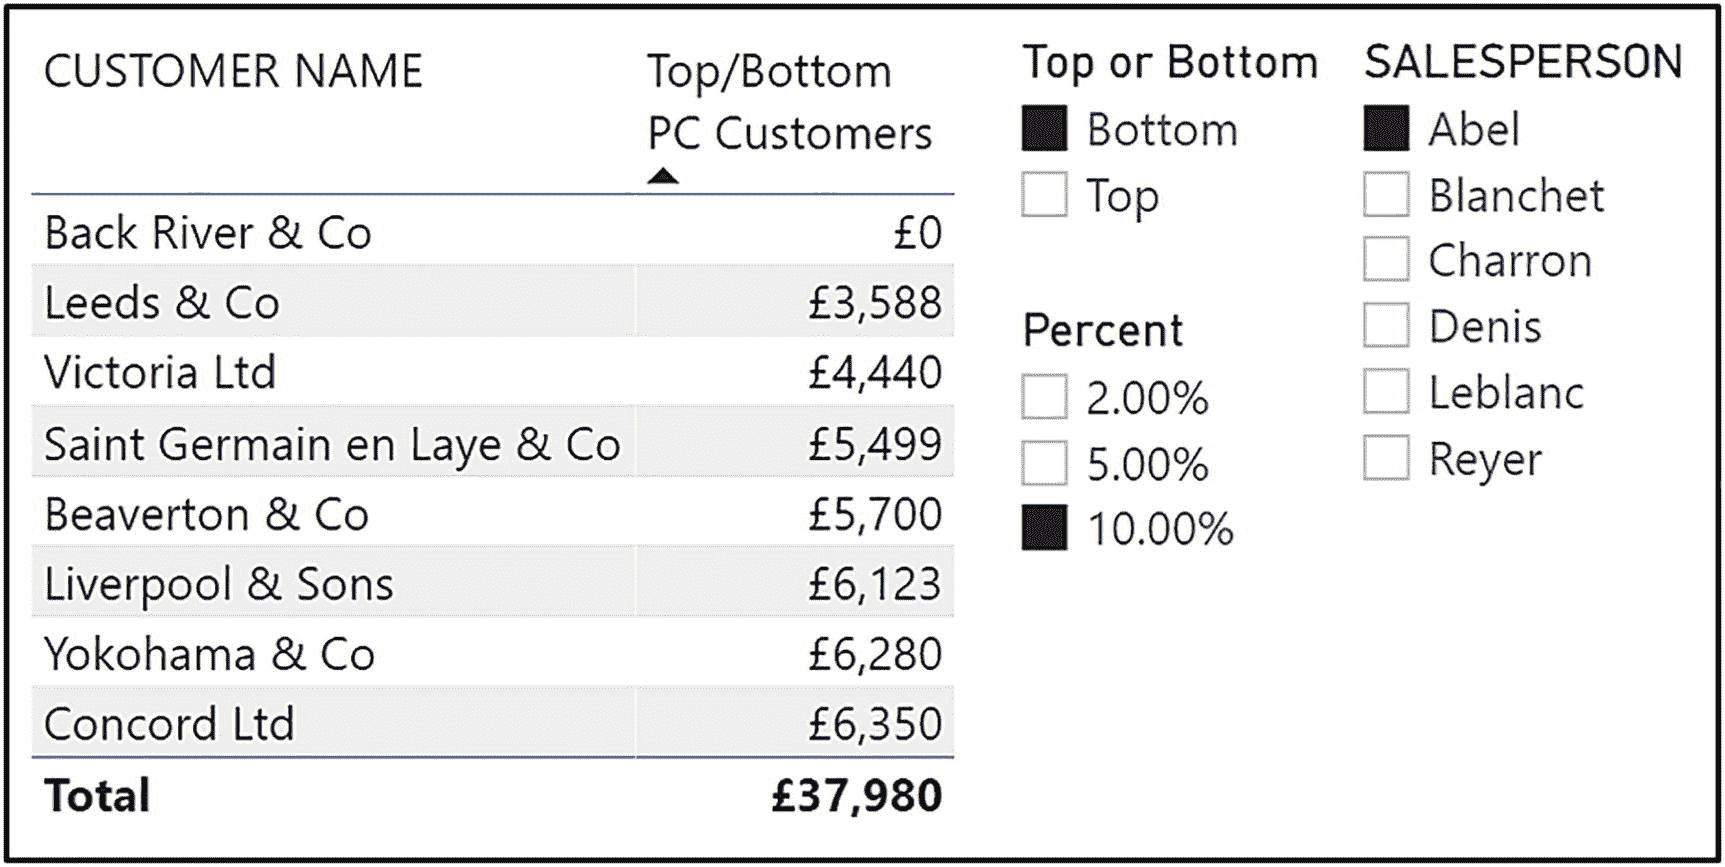 CUSTOMER NAME
Top/Bottom
PC Customers
Back River & Co £0
Leeds & Co £3,588
Victoria Ltd £4,440
Saint Germain en Laye & Co £5,499
Beaverton & Co £5,700
Liverpool & Sons £6,123
Yokohama & Co £6,280
Concord Ltd £6,350
Total £37,980
Top or Bottom
Bottom
Top
Percent
2.00%
5.00%
10.00%
SALESPERSON
Abel
Blanchet
Charron
Denis
Leblanc
Reyer